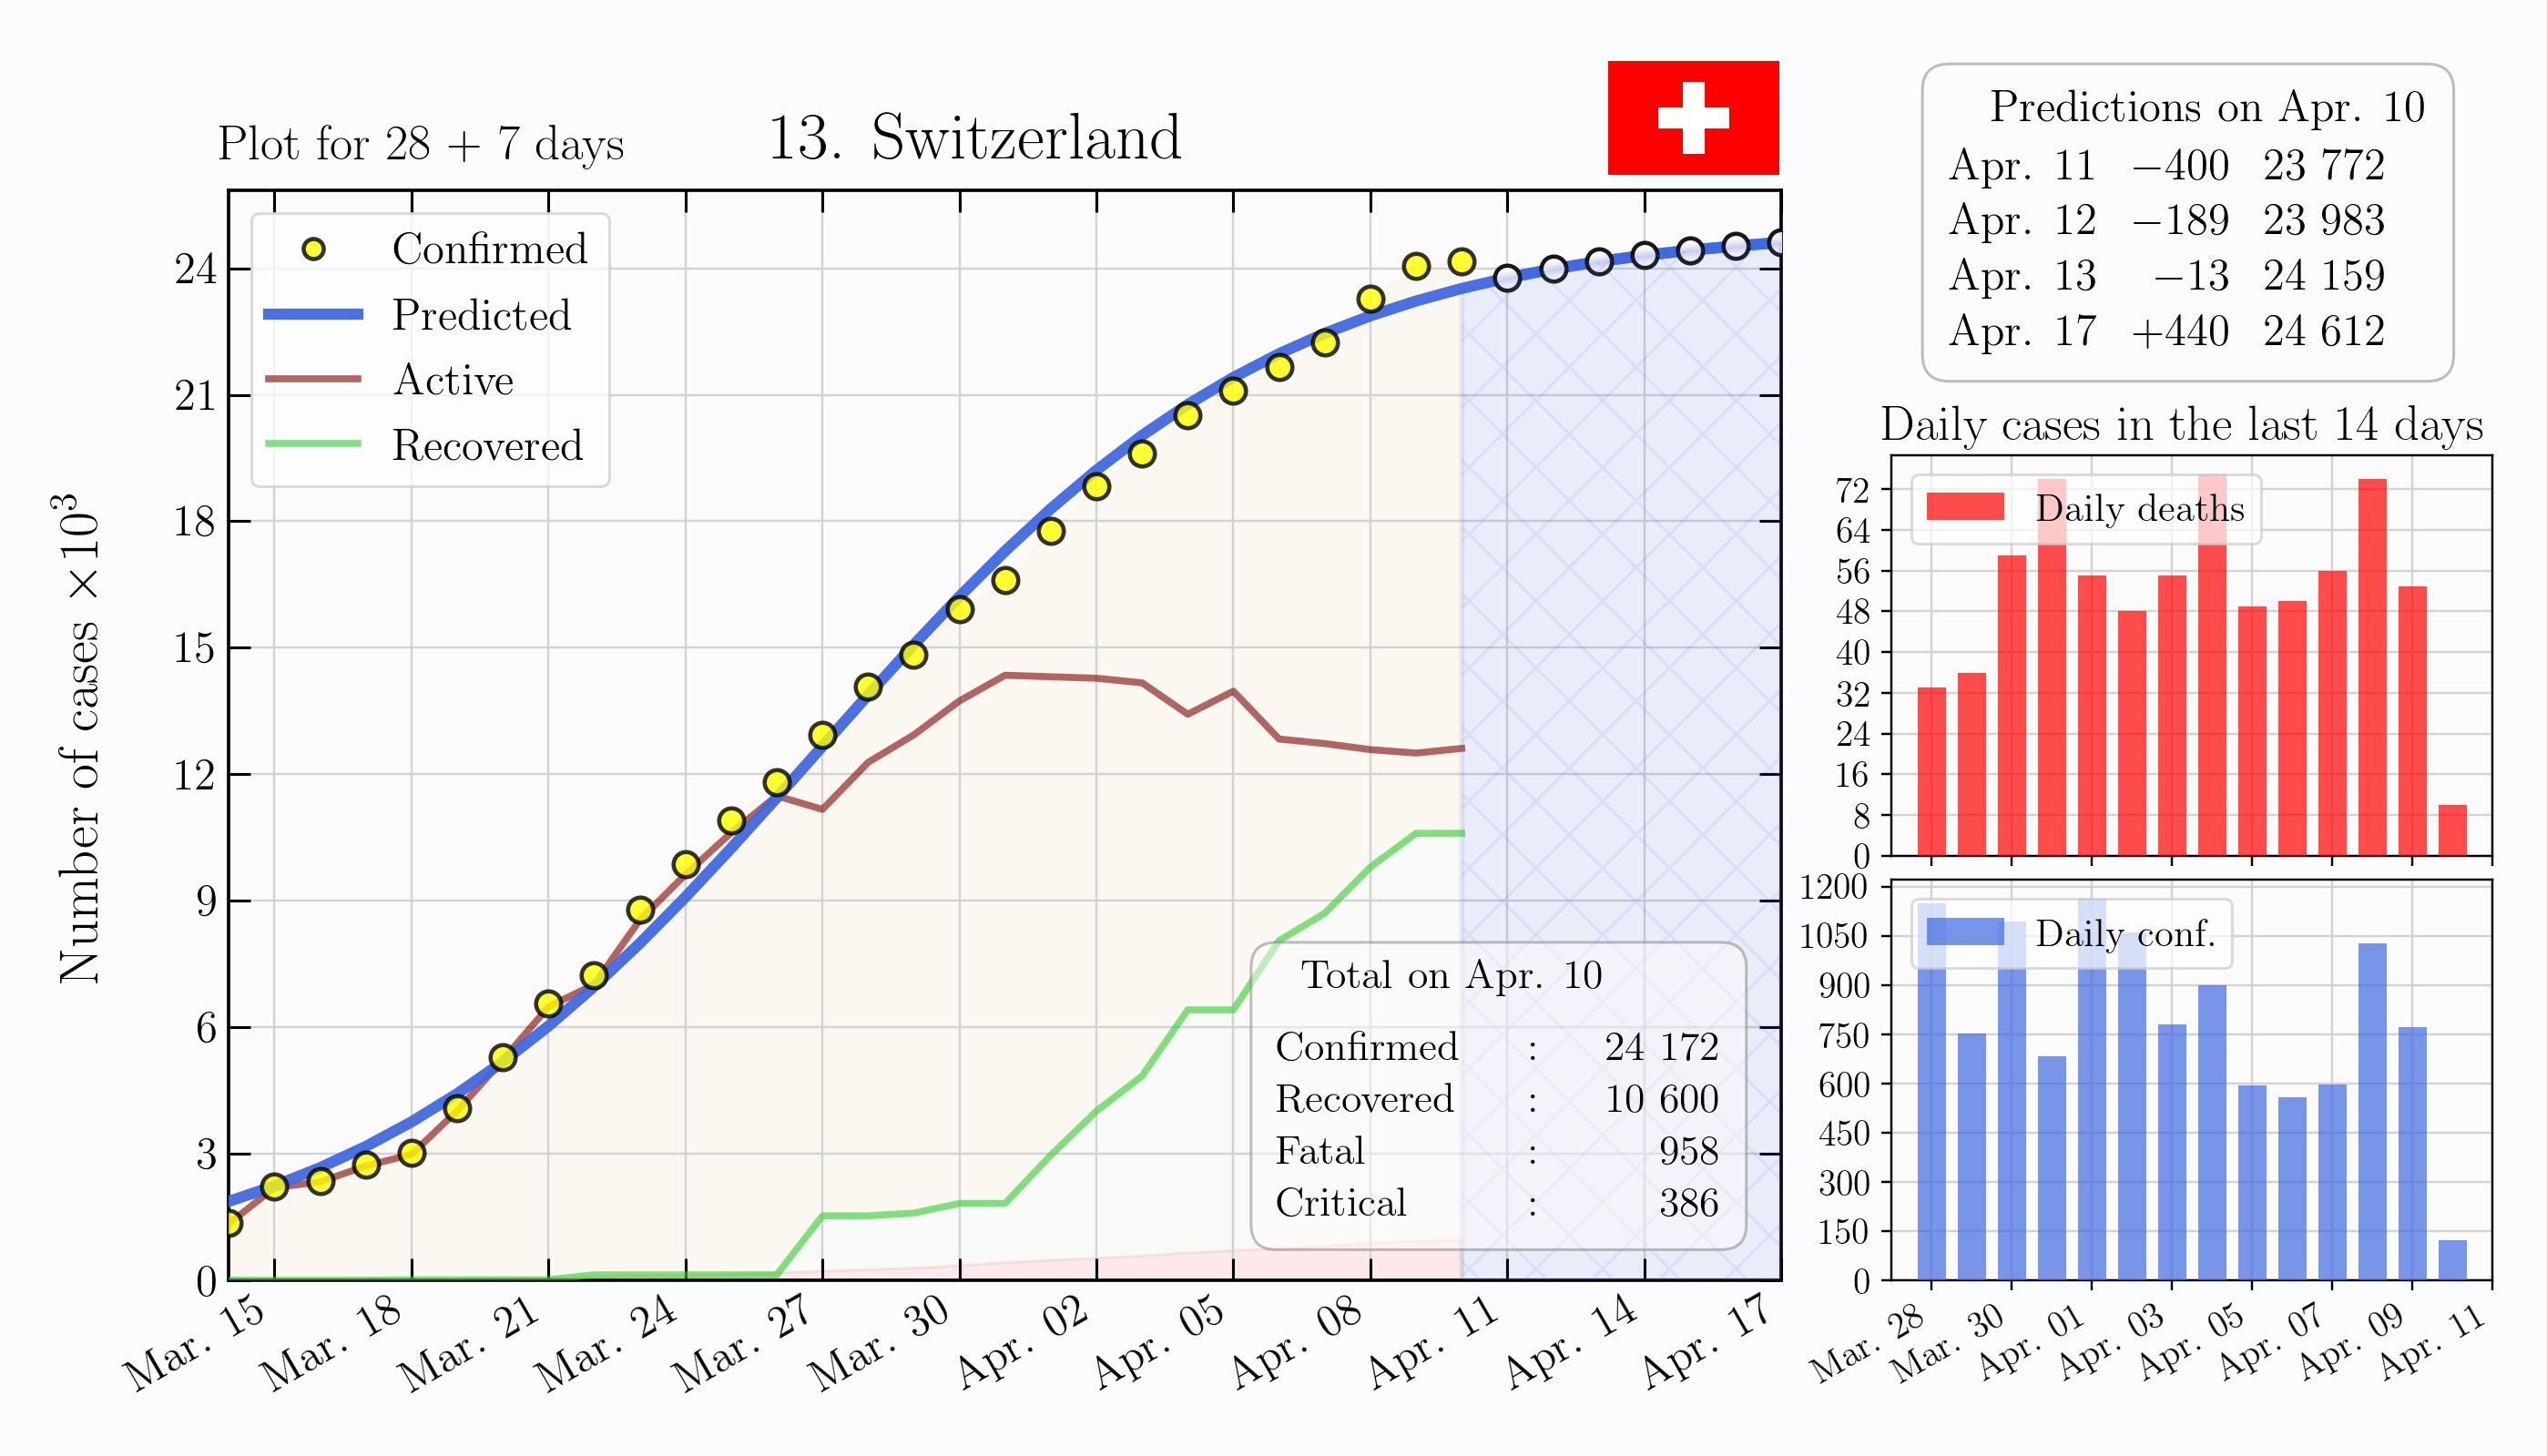 Plot for 28 + 7 days
13. Switzerland
Number of cases ×10³
24
21
18
15
12
9
6
3
0
Confirmed
Predicted
Active
Recovered
Total on Apr. 10
Confirmed : 24 172
Recovered : 10 600
Fatal : 958
Critical : 386
Mar. 15
Mar. 18
Mar. 21
Mar. 24
Mar. 27
Mar. 30
Apr. 02
Apr. 05
Apr. 08
Apr. 11
Apr. 14
Apr. 17
Predictions on Apr. 10
Apr. 11 −400 23 772
Apr. 12 −189 23 983
Apr. 13 −13 24 159
Apr. 17 +440 24 612
Daily cases in the last 14 days
72
64
56
48
40
32
24
16
8
0
Daily deaths
1200
1050
900
750
600
450
300
150
0
Daily conf.
Mar. 28
Mar. 30
Apr. 01
Apr. 03
Apr. 05
Apr. 07
Apr. 09
Apr. 11